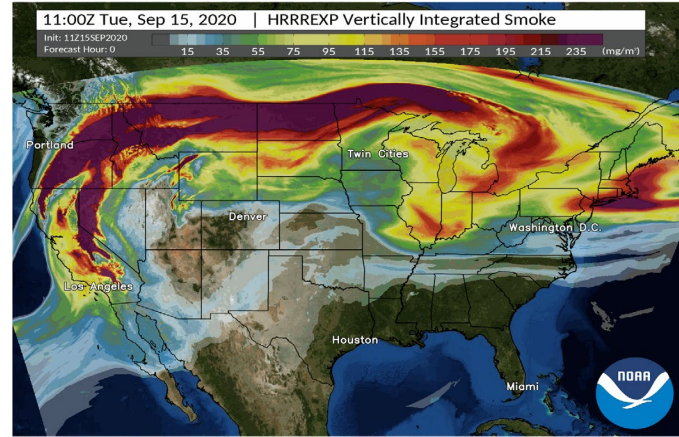 11:00Z Tue, Sep 15, 2020 | HRRREXP Vertically Integrated Smoke
Init: 11Z15SEP2020
Forecast Hour: 0
15 35 55 75 95 115 135 155 175 195 215 235 (mg/m²)
Portland
Twin Cities
Denver
Washington D.C.
Los Angeles
Houston
Miami
NOAA